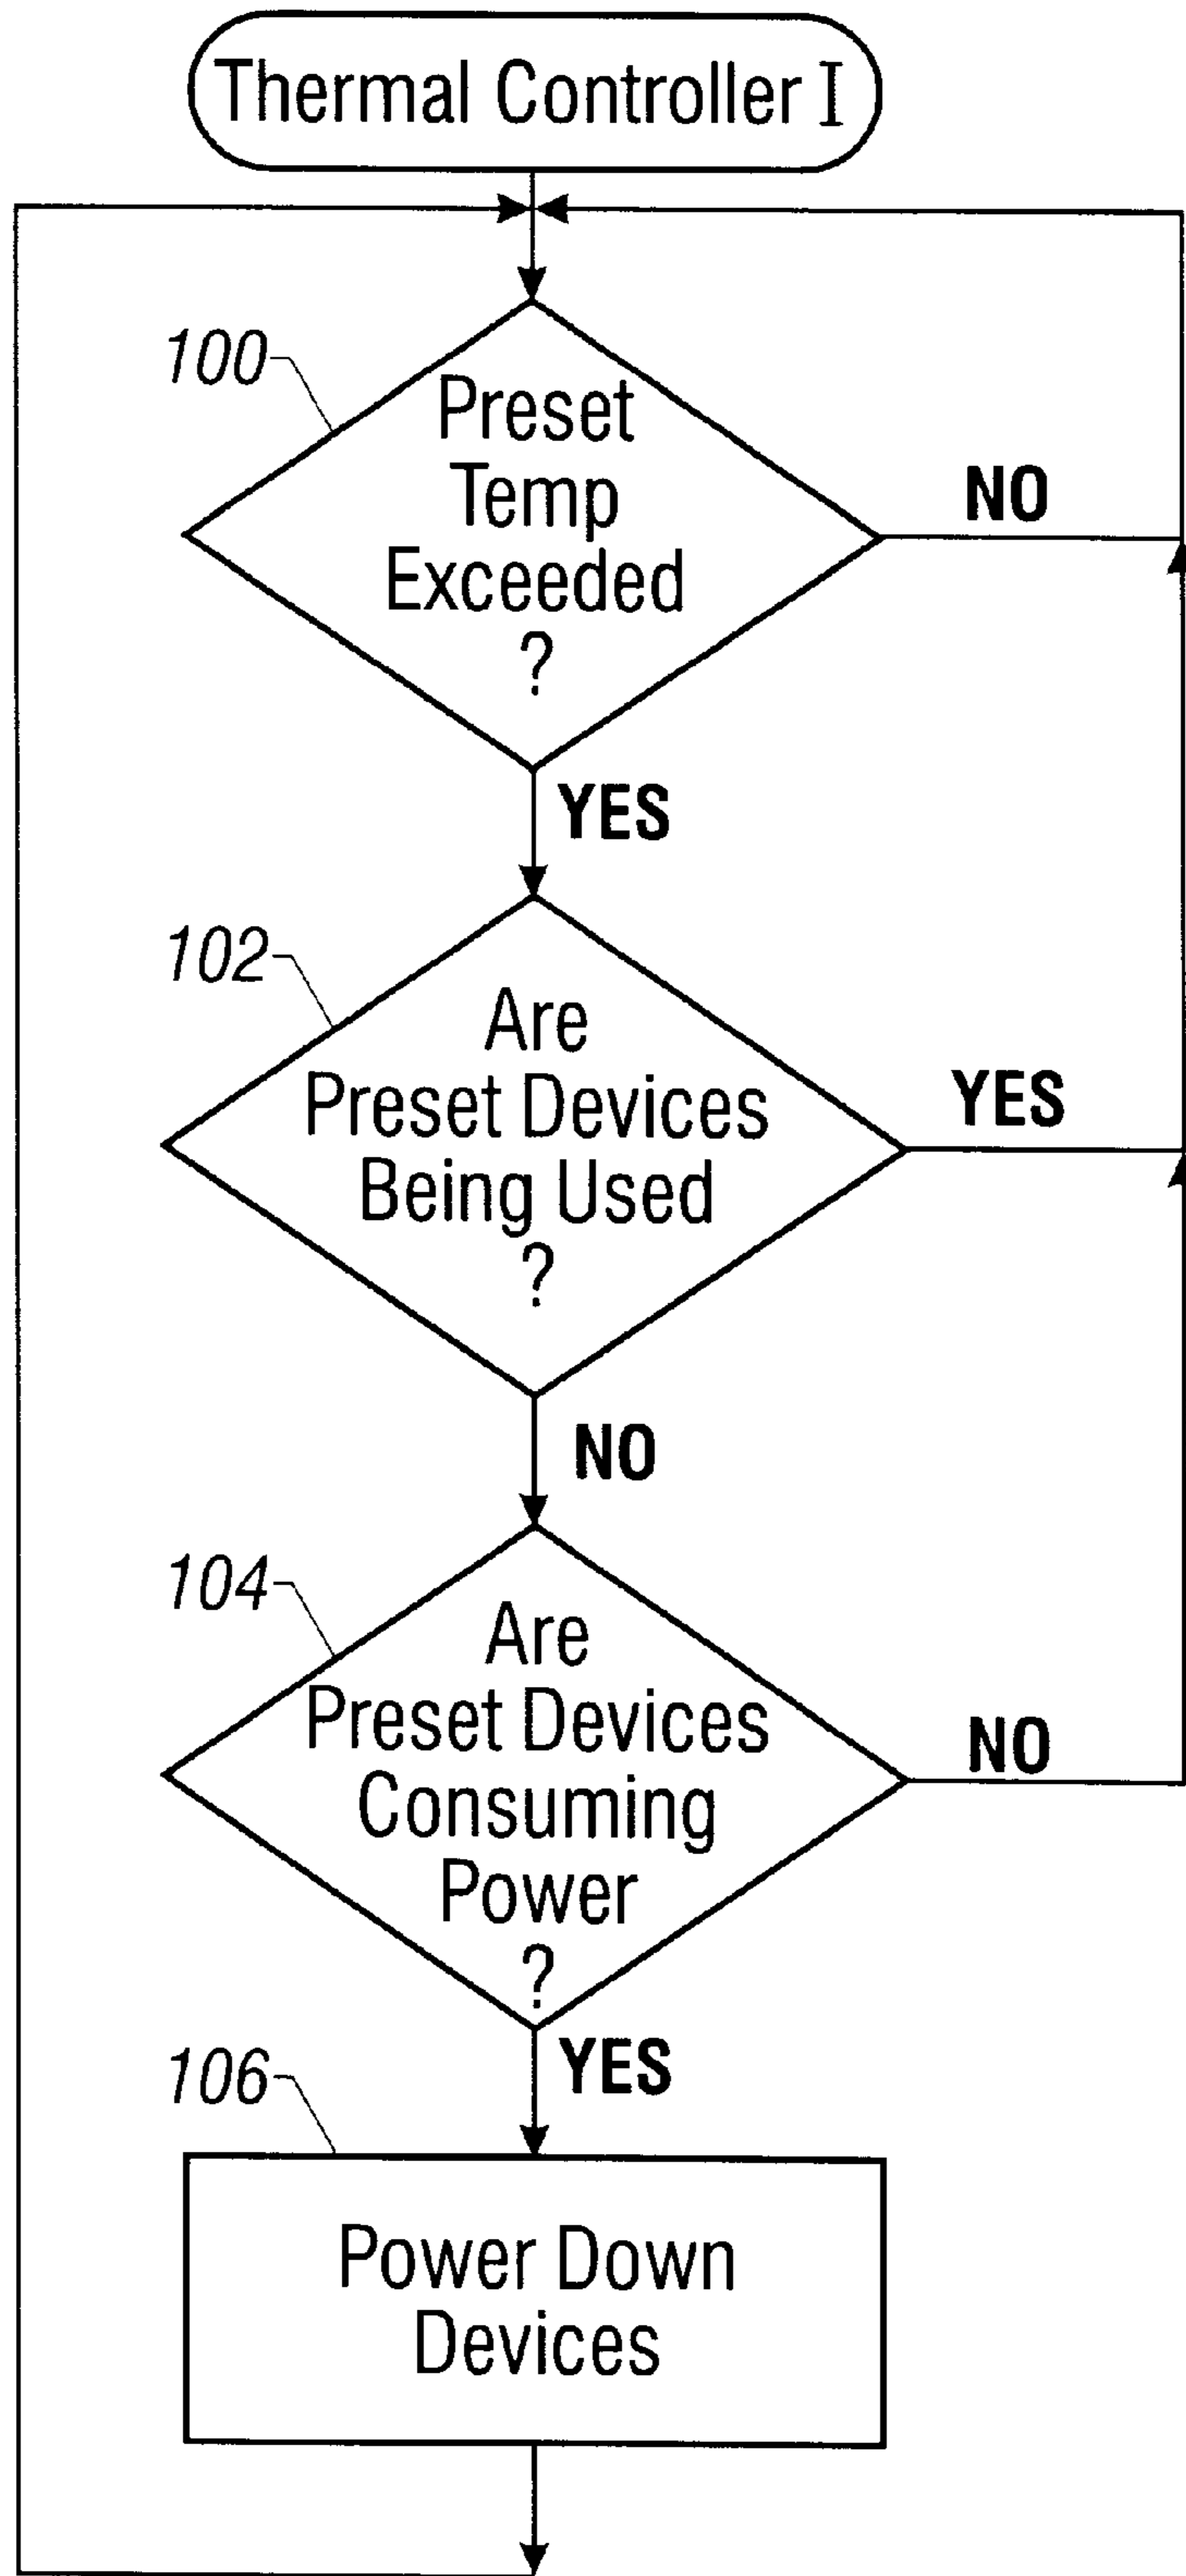 Thermal Controller I
100
Preset
Temp
Exceeded
?
NO
YES
102
Are
Preset Devices
Being Used
?
YES
NO
104
Are
Preset Devices
Consuming
Power
?
NO
YES
106
Power Down
Devices